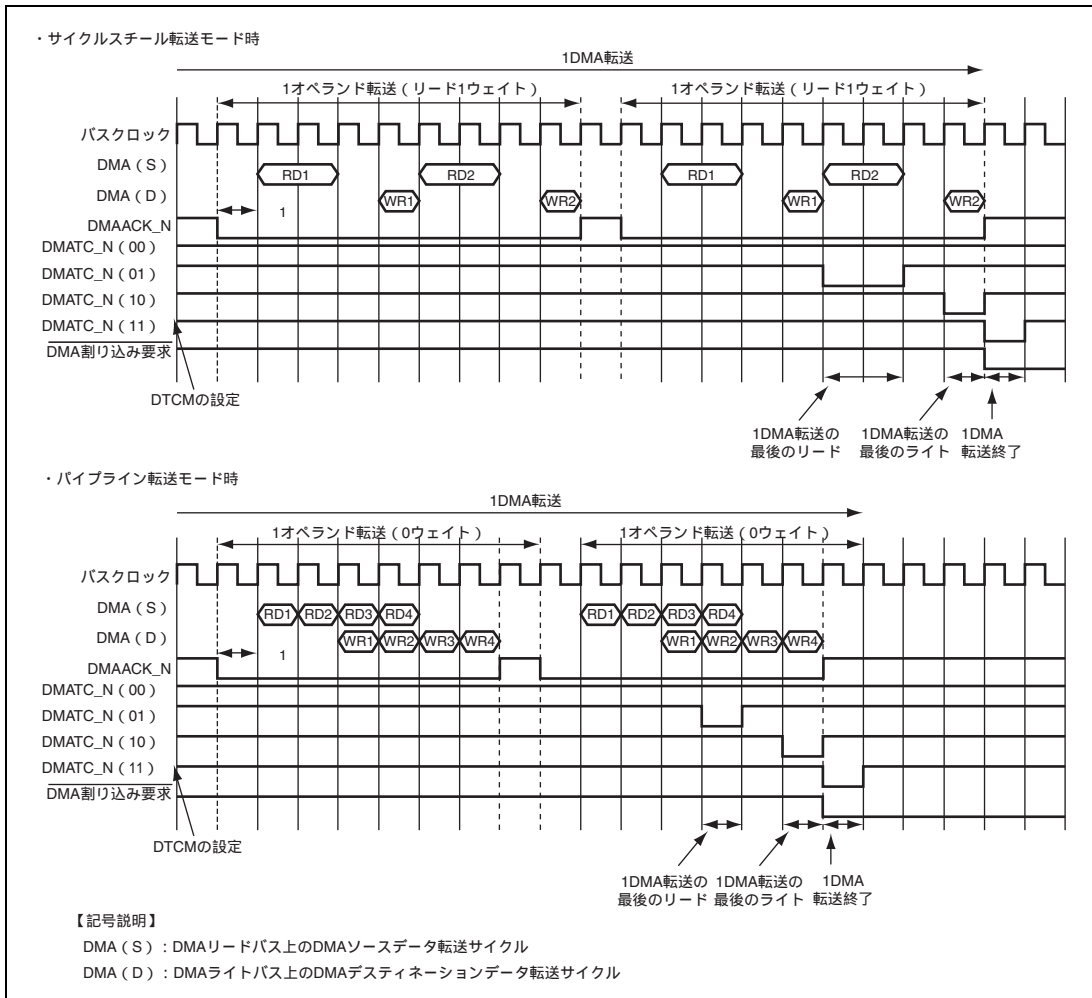 ・サイクルスチール転送モード時
1DMA転送
1オペランド転送（リード1ウェイト） 1オペランド転送（リード1ウェイト）
バスクロック
DMA（S） RD1 RD2 RD1 RD2
DMA（D） WR1 WR2 WR1 WR2
1
DMAACK_N
DMATC_N（00）
DMATC_N（01）
DMATC_N（10）
DMATC_N（11）
DMA割り込み要求
DTCMの設定
1DMA転送の 1DMA転送の 1DMA
最後のリード 最後のライト 転送終了
・パイプライン転送モード時
1DMA転送
1オペランド転送（0ウェイト） 1オペランド転送（0ウェイト）
バスクロック
DMA（S） RD1 RD2 RD3 RD4 RD1 RD2 RD3 RD4
DMA（D） WR1 WR2 WR3 WR4 WR1 WR2 WR3 WR4
1
DMAACK_N
DMATC_N（00）
DMATC_N（01）
DMATC_N（10）
DMATC_N（11）
DMA割り込み要求
DTCMの設定
1DMA転送の 1DMA転送の 1DMA
最後のリード 最後のライト 転送終了
【記号説明】
DMA（S）：DMAリードバス上のDMAソースデータ転送サイクル
DMA（D）：DMAライトバス上のDMAデスティネーションデータ転送サイクル